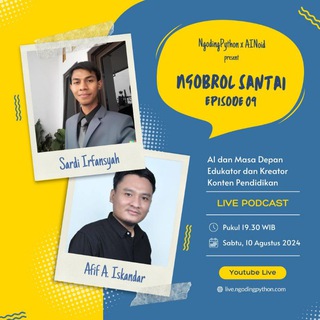 NgodingPython x AINoid
present
NGOBROL SANTAI
EPISODE 09
Sardi Irfansyah
AI dan Masa Depan
Edukator dan Kreator
Konten Pendidikan
LIVE PODCAST
Pukul 19.30 WIB
Sabtu, 10 Agustus 2024
Afif A. Iskandar
Youtube Live
live.ngodingpython.com